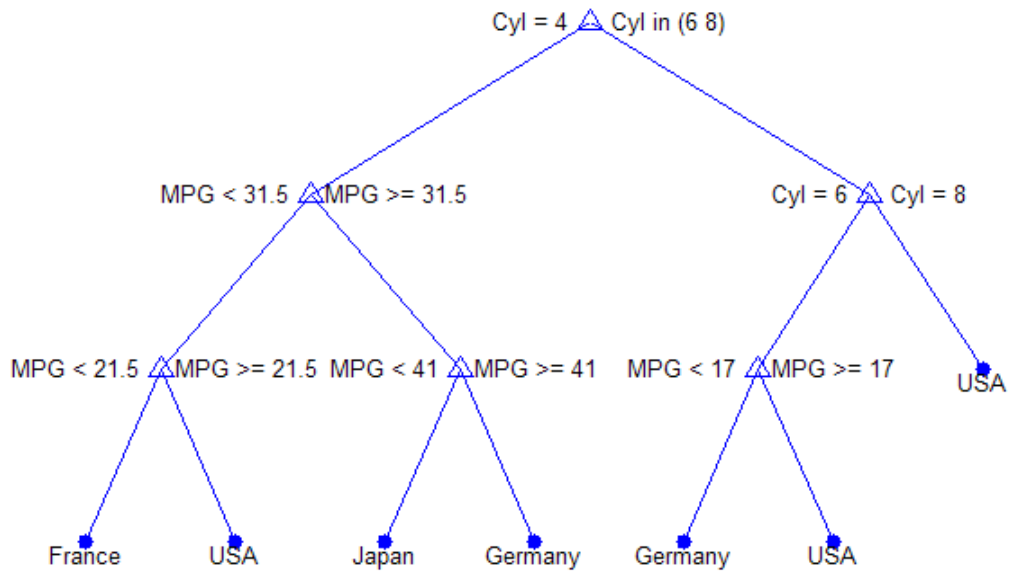 Cyl = 4 Cyl in (6 8)
MPG < 31.5 MPG >= 31.5 Cyl = 6 Cyl = 8
MPG < 21.5 MPG >= 21.5 MPG < 41 MPG >= 41 MPG < 17 MPG >= 17
USA
France USA Japan Germany Germany USA